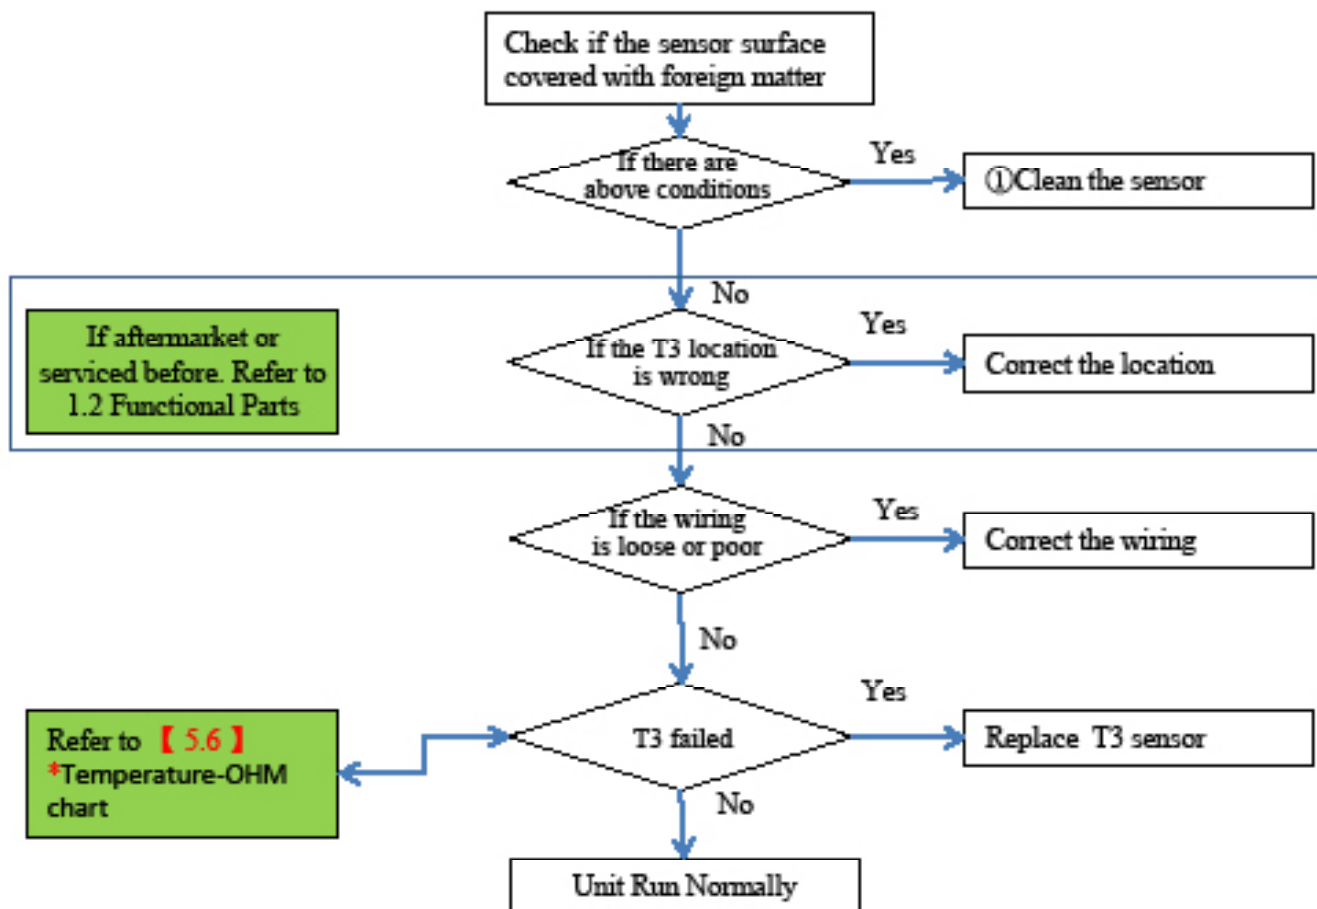 Check if the sensor surface
covered with foreign matter
If there are
above conditions
Yes
①Clean the sensor
No
If aftermarket or
serviced before. Refer to
1.2 Functional Parts
If the T3 location
is wrong
Yes
Correct the location
No
If the wiring
is loose or poor
Yes
Correct the wiring
No
Refer to 【 5.6 】
*Temperature-OHM
chart
T3 failed
Yes
Replace T3 sensor
No
Unit Run Normally